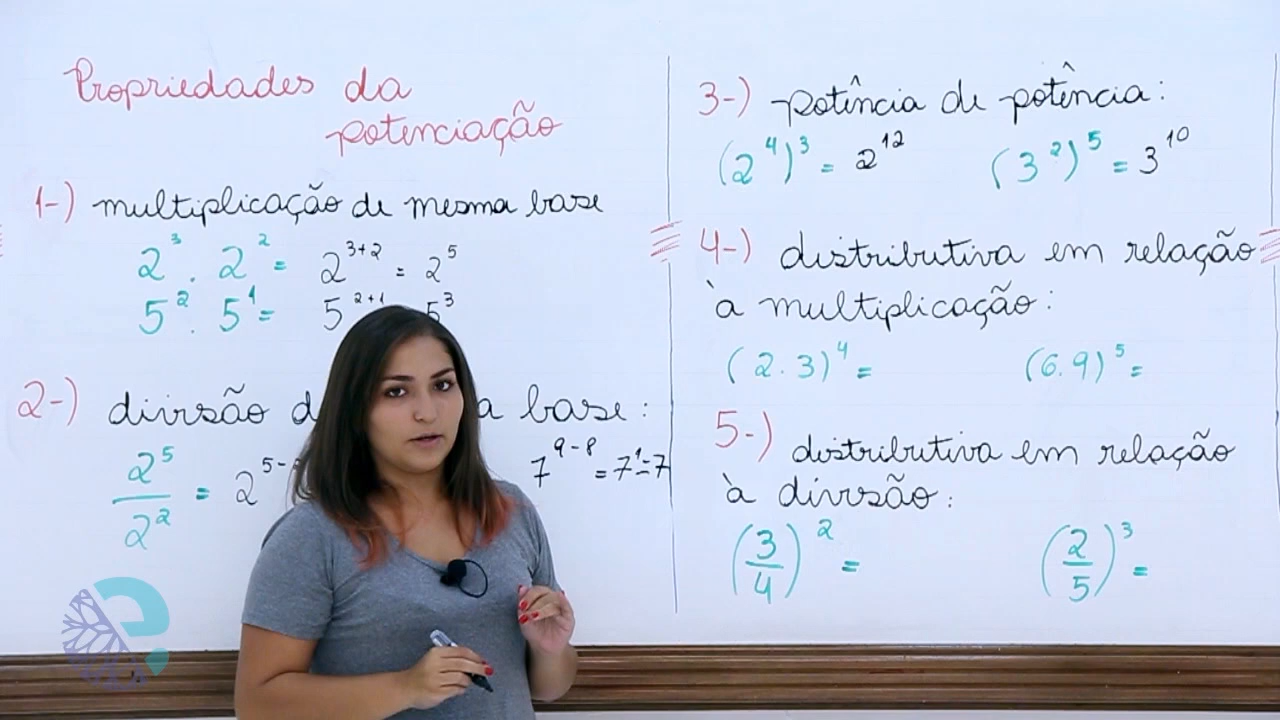 Propriedades da
potenciação
1-) multiplicação de mesma base
2³ . 2² = 2³⁺² = 2⁵
5² . 5¹ = 5²⁺¹ 5³
2-) divisão d a base :
2⁵/2² = 2⁵⁻ 7⁹⁻⁸ = 7¹ = 7
3-) potência de potência :
(2⁴)³ = 2¹² (3²)⁵ = 3¹⁰
4-) distributiva em relação
à multiplicação :
(2 . 3)⁴ = (6 . 9)⁵ =
5-) distributiva em relação
à divisão :
(3/4)² = (2/5)³ =